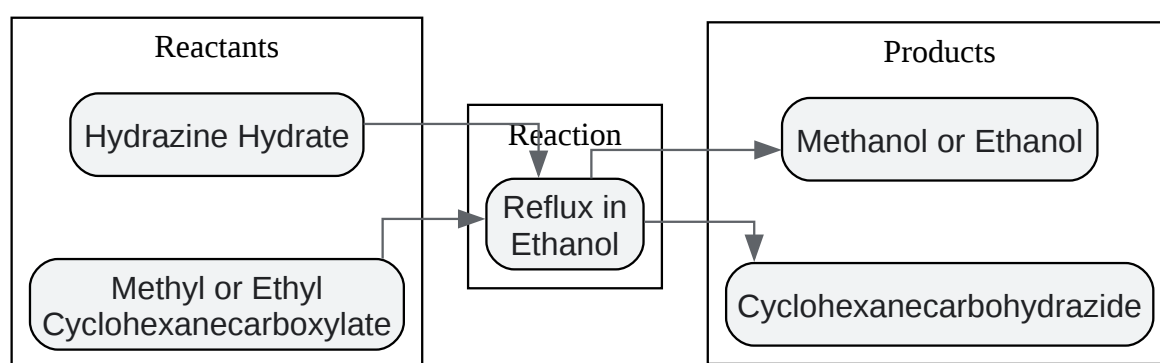 Reactants
Hydrazine Hydrate
Methyl or Ethyl
Cyclohexanecarboxylate
Reaction
Reflux in
Ethanol
Products
Methanol or Ethanol
Cyclohexanecarbohydrazide